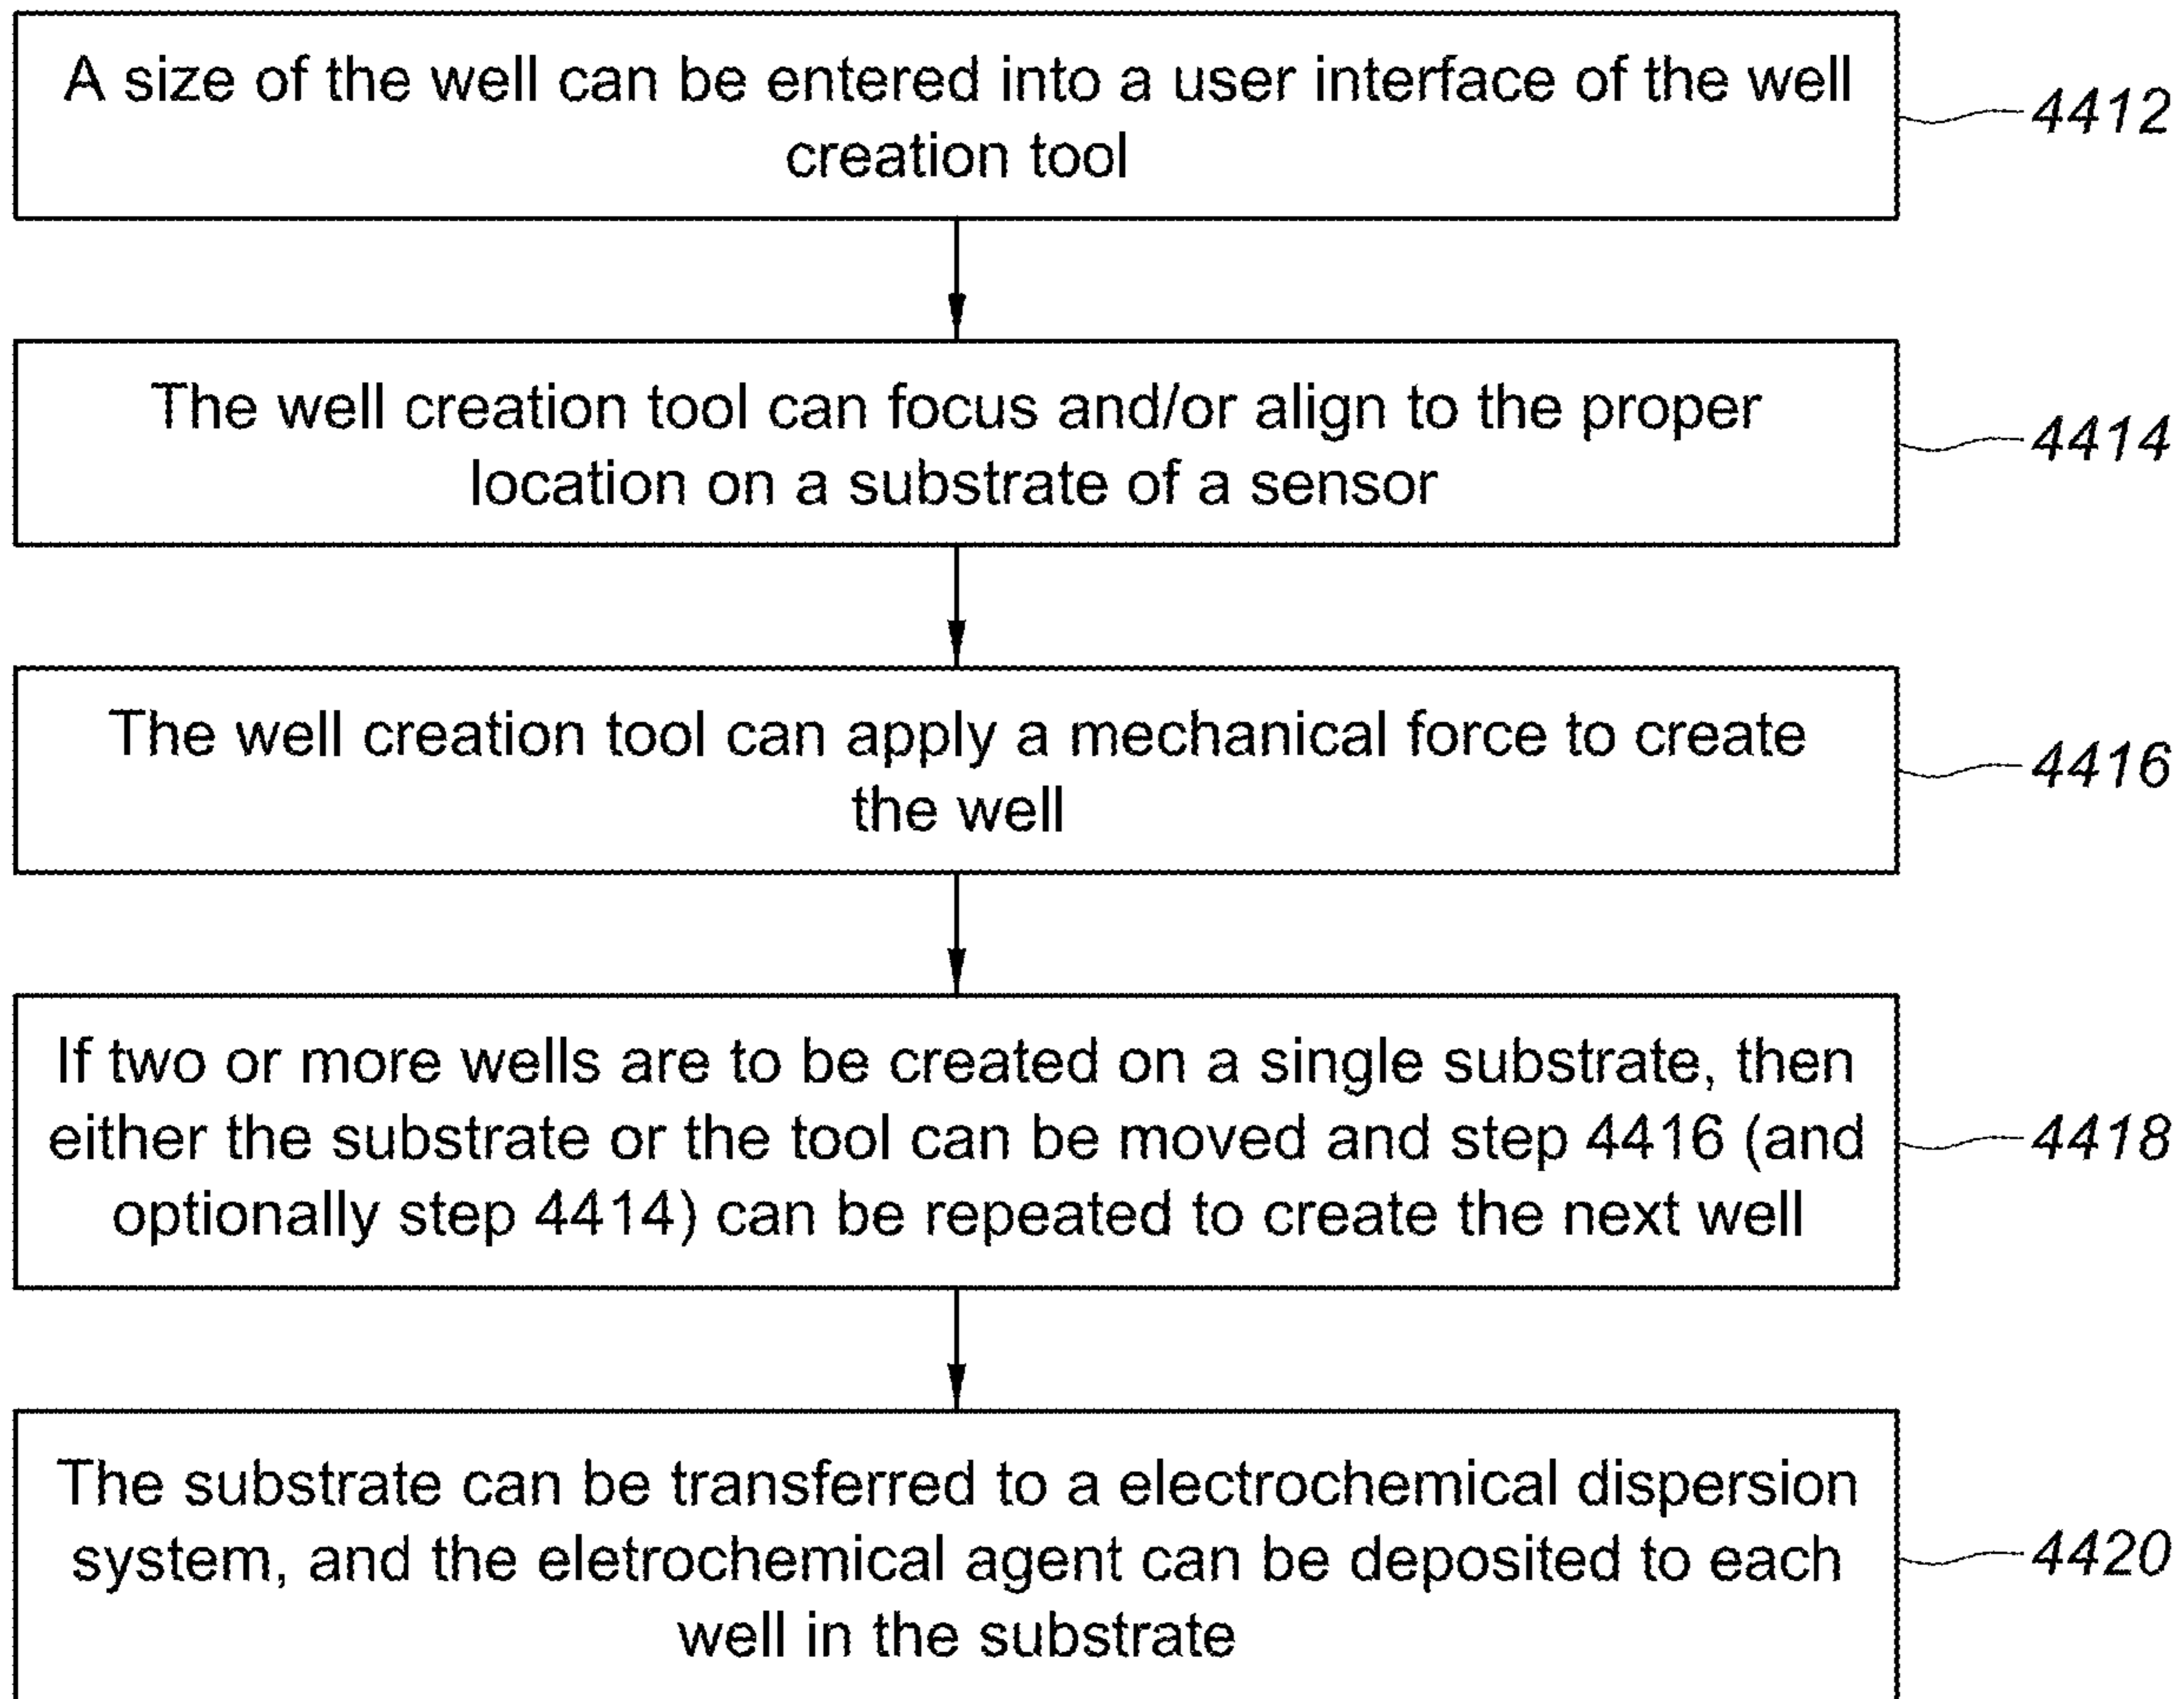 A size of the well can be entered into a user interface of the well
creation tool
4412
The well creation tool can focus and/or align to the proper
location on a substrate of a sensor
4414
The well creation tool can apply a mechanical force to create
the well
4416
If two or more wells are to be created on a single substrate, then
either the substrate or the tool can be moved and step 4416 (and
optionally step 4414) can be repeated to create the next well
4418
The substrate can be transferred to a electrochemical dispersion
system, and the eletrochemical agent can be deposited to each
well in the substrate
4420